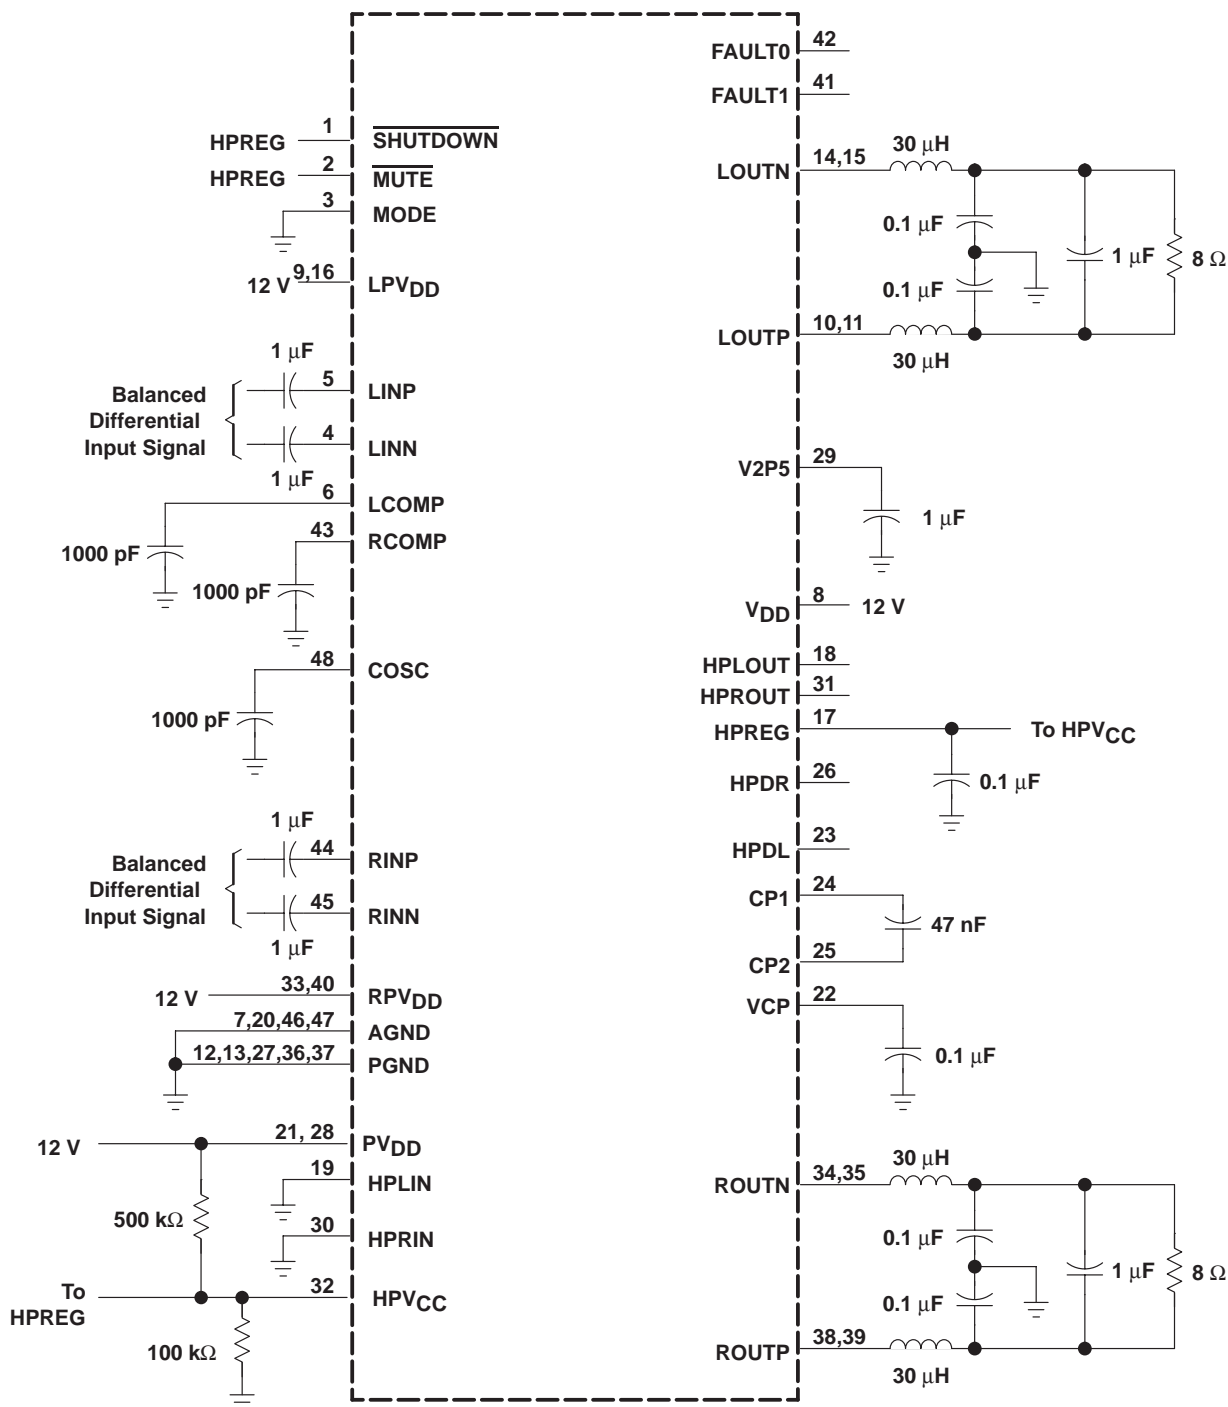 FAULT0 42
FAULT1 41
HPREG 1 SHUTDOWN
HPREG 2 MUTE
3 MODE
12 V 9,16 LPVDD
1 μF
Balanced
Differential
Input Signal
5 LINP
4 LINN
1 μF
6 LCOMP
1000 pF
43 RCOMP
1000 pF
48 COSC
1000 pF
1 μF
Balanced
Differential
Input Signal
44 RINP
45 RINN
1 μF
12 V 33,40 RPVDD
7,20,46,47 AGND
12,13,27,36,37 PGND
12 V 21, 28 PVDD
19 HPLIN
500 kΩ
30 HPRIN
To
HPREG
32 HPVCC
100 kΩ
LOUTN 14,15 30 μH
0.1 μF
0.1 μF
1 μF
8 Ω
LOUTP 10,11
30 μH
V2P5 29
1 μF
VDD 8 12 V
HPLOUT 18
HPROUT 31
HPREG 17 To HPVCC
0.1 μF
HPDR 26
HPDL 23
CP1 24
47 nF
CP2 25
VCP 22
0.1 μF
ROUTN 34,35 30 μH
0.1 μF
0.1 μF
1 μF
8 Ω
ROUTP 38,39
30 μH